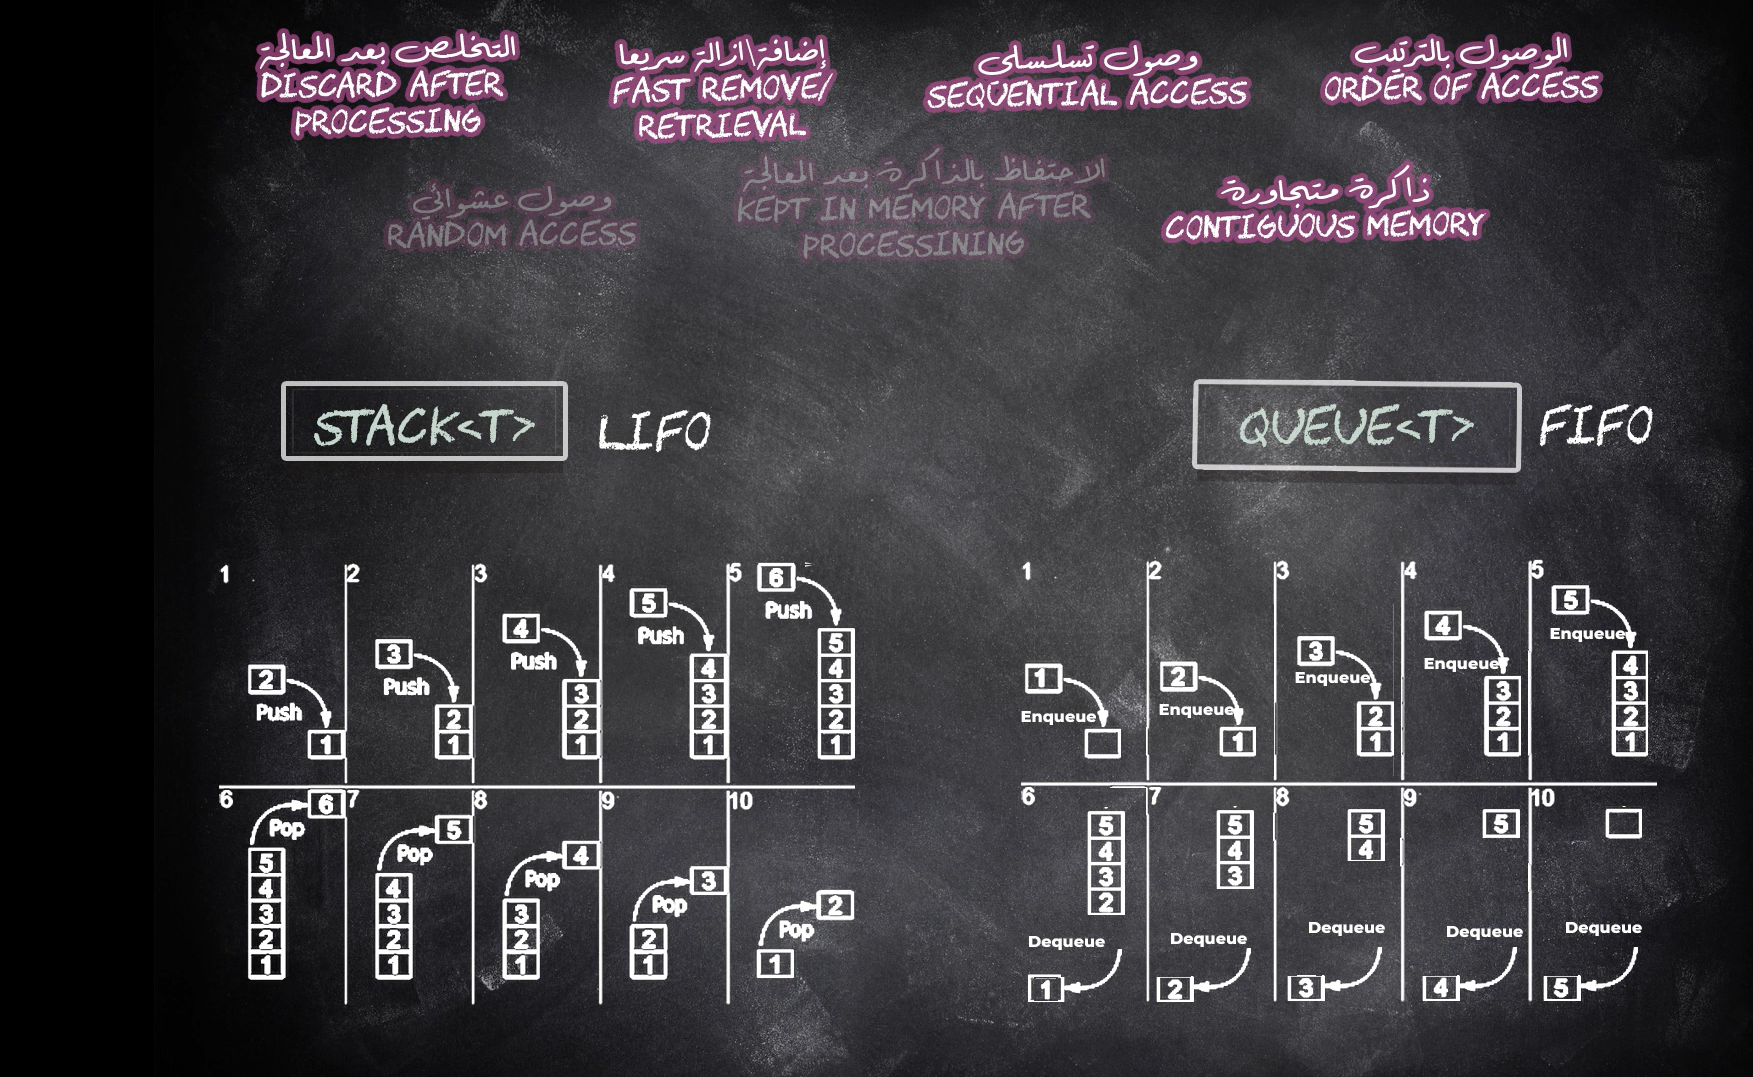 التخلص بعد المعالجة
DISCARD AFTER
PROCESSING
إضافة\ازالة سريعا
FAST REMOVE/
RETRIEVAL
وصول تسلسلي
SEQUENTIAL ACCESS
الوصول بالترتيب
ORDER OF ACCESS
وصول عشوائي
RANDOM ACCESS
الاحتفاظ بالذاكرة بعد المعالجة
KEPT IN MEMORY AFTER
PROCESSINING
ذاكرة متجاورة
CONTIGUOUS MEMORY
STACK<T> LIFO
1
2
Push
1
2
3
Push
2
1
3
4
Push
3
2
1
4
5
Push
4
3
2
1
5
6
Push
5
4
3
2
1
6
6
Pop
5
4
3
2
1
7
5
Pop
4
3
2
1
8
4
Pop
3
2
1
9
3
Pop
2
1
10
2
Pop
1
QUEUE<T> FIFO
1
1
Enqueue
2
2
Enqueue
1
3
3
Enqueue
2
1
4
4
Enqueue
3
2
1
5
5
Enqueue
4
3
2
1
6
5
4
3
2
Dequeue
1
7
5
4
3
Dequeue
2
8
5
4
Dequeue
3
9
5
Dequeue
4
10
Dequeue
5